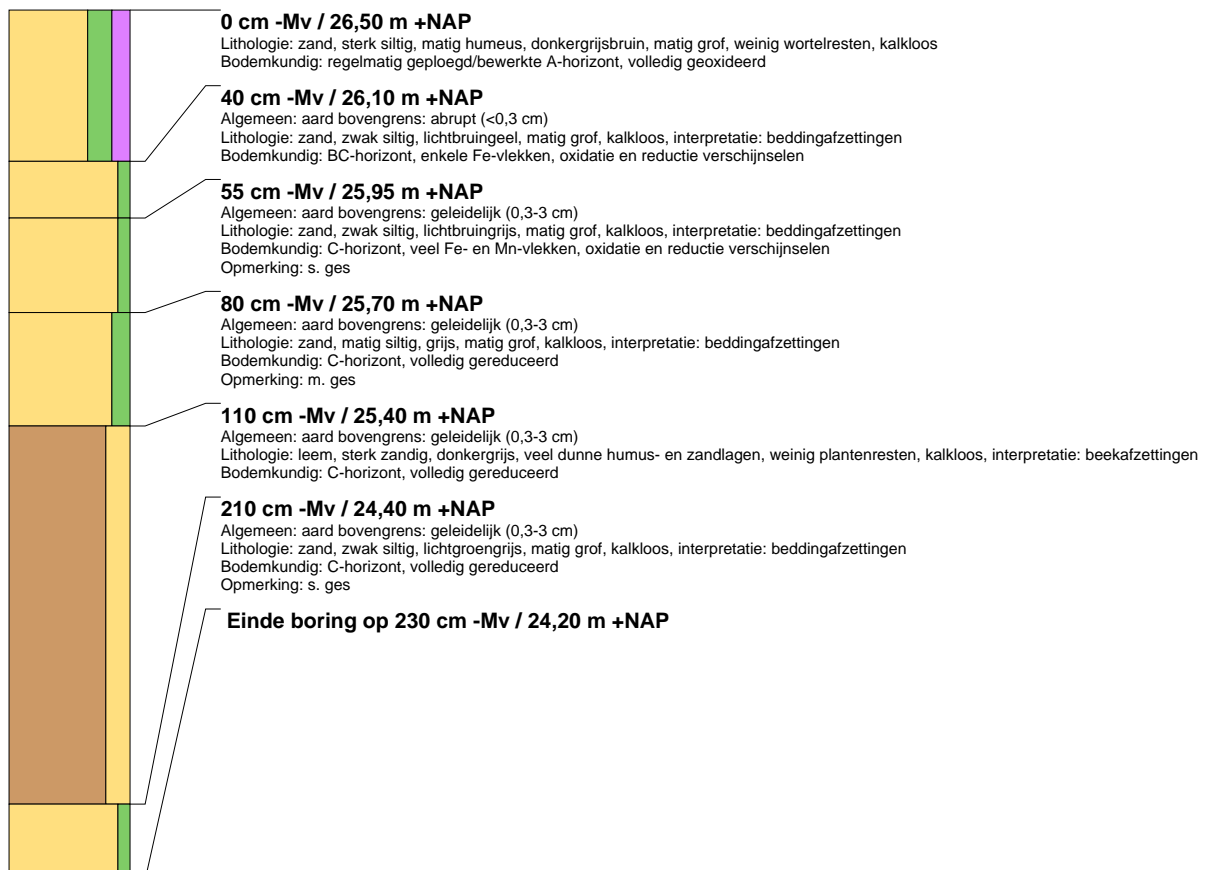 0 cm -Mv / 26,50 m +NAP
Lithologie: zand, sterk siltig, matig humeus, donkergrijsbruin, matig grof, weinig wortelresten, kalkloos
Bodemkundig: regelmatig geploegd/bewerkte A-horizont, volledig geoxideerd
40 cm -Mv / 26,10 m +NAP
Algemeen: aard bovengrens: abrupt (<0,3 cm)
Lithologie: zand, zwak siltig, lichtbruingeel, matig grof, kalkloos, interpretatie: beddingafzettingen
Bodemkundig: BC-horizont, enkele Fe-vlekken, oxidatie en reductie verschijnselen
55 cm -Mv / 25,95 m +NAP
Algemeen: aard bovengrens: geleidelijk (0,3-3 cm)
Lithologie: zand, zwak siltig, lichtbruingrijs, matig grof, kalkloos, interpretatie: beddingafzettingen
Bodemkundig: C-horizont, veel Fe- en Mn-vlekken, oxidatie en reductie verschijnselen
Opmerking: s. ges
80 cm -Mv / 25,70 m +NAP
Algemeen: aard bovengrens: geleidelijk (0,3-3 cm)
Lithologie: zand, matig siltig, grijs, matig grof, kalkloos, interpretatie: beddingafzettingen
Bodemkundig: C-horizont, volledig gereduceerd
Opmerking: m. ges
110 cm -Mv / 25,40 m +NAP
Algemeen: aard bovengrens: geleidelijk (0,3-3 cm)
Lithologie: leem, sterk zandig, donkergrijs, veel dunne humus- en zandlagen, weinig plantenresten, kalkloos, interpretatie: beekafzettingen
Bodemkundig: C-horizont, volledig gereduceerd
210 cm -Mv / 24,40 m +NAP
Algemeen: aard bovengrens: geleidelijk (0,3-3 cm)
Lithologie: zand, zwak siltig, lichtgroengrijs, matig grof, kalkloos, interpretatie: beddingafzettingen
Bodemkundig: C-horizont, volledig gereduceerd
Opmerking: s. ges
Einde boring op 230 cm -Mv / 24,20 m +NAP